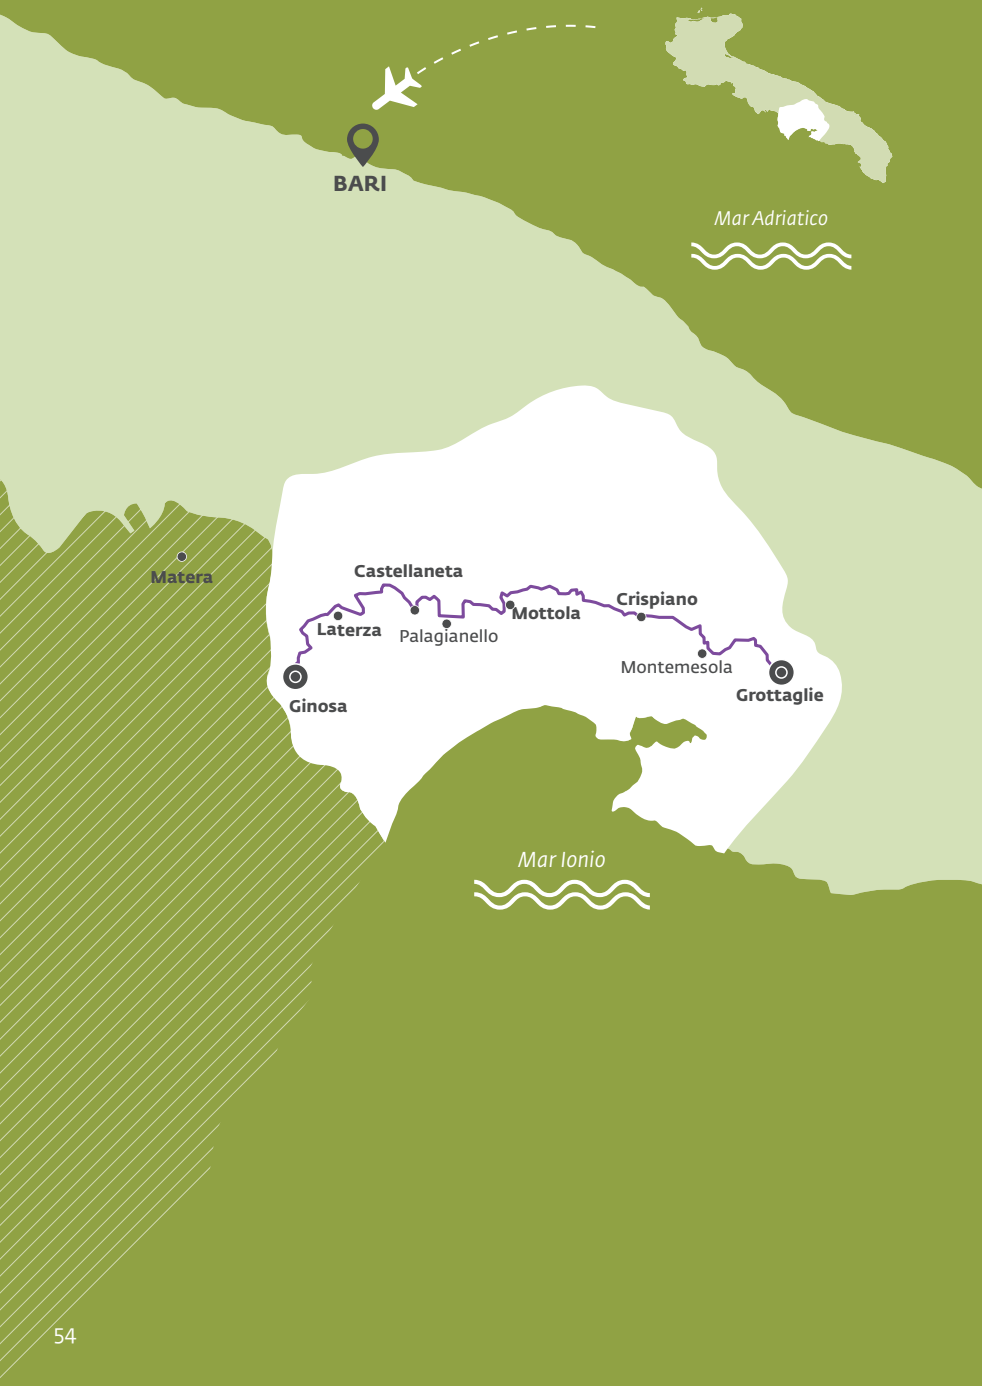 BARI
Mar Adriatico
Matera
Castellaneta
Laterza
Palagianello
Mottola
Crispiano
Montemesola
Grottaglie
Ginosa
Mar Ionio
54